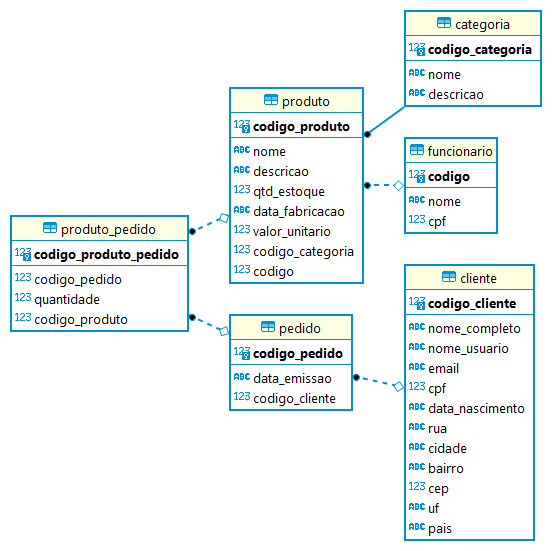 categoria
123 codigo_categoria
ABC nome
ABC descricao
produto
123 codigo_produto
ABC nome
ABC descricao
123 qtd_estoque
ABC data_fabricacao
123 valor_unitario
123 codigo_categoria
123 codigo
funcionario
123 codigo
ABC nome
123 cpf
produto_pedido
123 codigo_produto_pedido
123 codigo_pedido
123 quantidade
123 codigo_produto
pedido
123 codigo_pedido
ABC data_emissao
123 codigo_cliente
cliente
123 codigo_cliente
ABC nome_completo
ABC nome_usuario
ABC email
123 cpf
ABC data_nascimento
ABC rua
ABC cidade
ABC bairro
123 cep
ABC uf
ABC pais